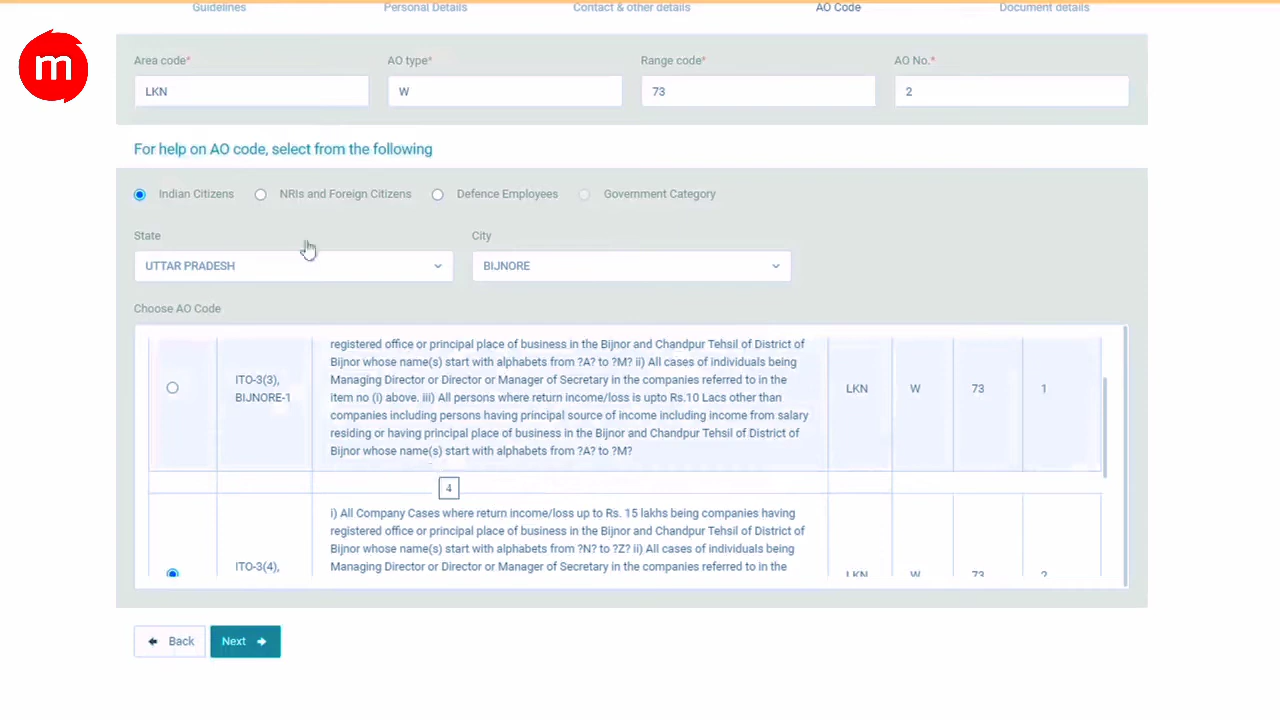 Guidelines Personal Details Contact & other details AO Code Document details
m
Area code* AO type* Range code* AO No.*
LKN W 73 2
For help on AO code, select from the following
Indian Citizens NRIs and Foreign Citizens Defence Employees Government Category
State City
UTTAR PRADESH BIJNORE
Choose AO Code
registered office or principal place of business in the Bijnor and Chandpur Tehsil of District of
Bijnor whose name(s) start with alphabets from ?A? to ?M? ii) All cases of individuals being
Managing Director or Director or Manager of Secretary in the companies referred to in the
item no (i) above. iii) All persons where return income/loss is upto Rs.10 Lacs other than
companies including persons having principal source of income including income from salary
residing or having principal place of business in the Bijnor and Chandpur Tehsil of District of
Bijnor whose name(s) start with alphabets from ?A? to ?M?
ITO-3(3),
BIJNORE-1
LKN W 73 1
4
i) All Company Cases where return income/loss up to Rs. 15 lakhs being companies having
registered office or principal place of business in the Bijnor and Chandpur Tehsil of District of
Bijnor whose name(s) start with alphabets from ?N? to ?Z? ii) All cases of individuals being
Managing Director or Director or Manager of Secretary in the companies referred to in the
ITO-3(4),
LKN W 73 2
Back Next